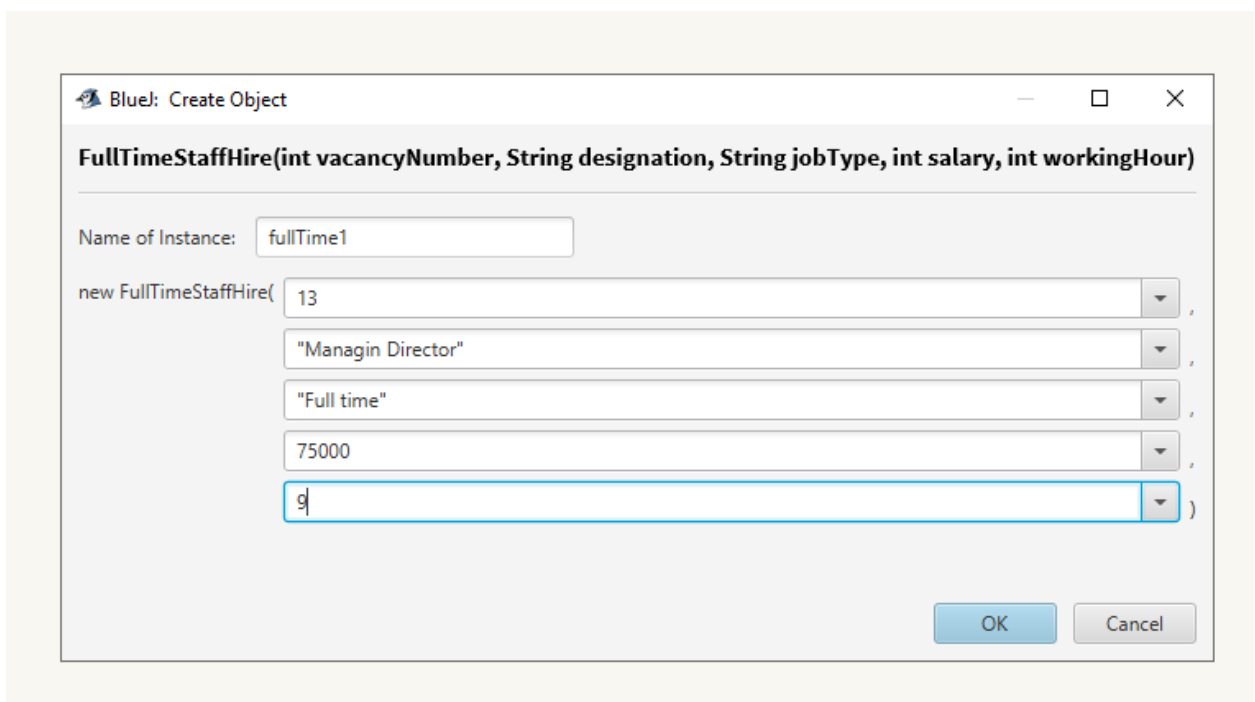 BlueJ: Create Object
FullTimeStaffHire(int vacancyNumber, String designation, String jobType, int salary, int workingHour)
Name of Instance: fullTime1
new FullTimeStaffHire( 13 ,
"Managin Director" ,
"Full time" ,
75000 ,
9 )
OK Cancel